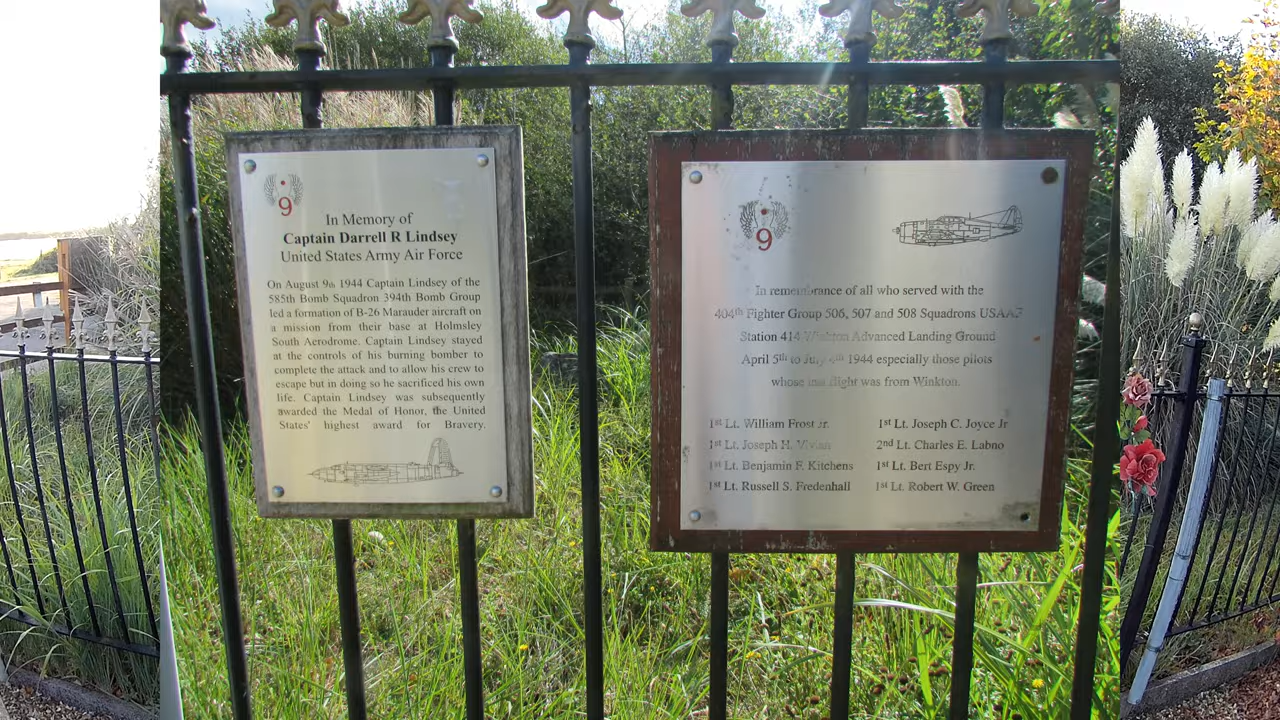 9
In Memory of
Captain Darrell R Lindsey
United States Army Air Force
On August 9th 1944 Captain Lindsey of the
585th Bomb Squadron 394th Bomb Group
led a formation of B-26 Marauder aircraft on
a mission from their base at Holmsley
South Aerodrome. Captain Lindsey stayed
at the controls of his burning bomber to
complete the attack and to allow his crew to
escape but in doing so he sacrificed his own
life. Captain Lindsey was subsequently
awarded the Medal of Honor, the United
States' highest award for Bravery.
9
In remembrance of all who served with the
404th Fighter Group 506, 507 and 508 Squadrons USAAF
Station 414 Winkton Advanced Landing Ground
April 5th to July 4th 1944 especially those pilots
whose last flight was from Winkton.
1st Lt. William Frost Jr.
1st Lt. Joseph H. Vivian
1st Lt. Benjamin F. Kitchens
1st Lt. Russell S. Fredenhall
1st Lt. Joseph C. Joyce Jr
2nd Lt. Charles E. Labno
1st Lt. Bert Espy Jr.
1st Lt. Robert W. Green